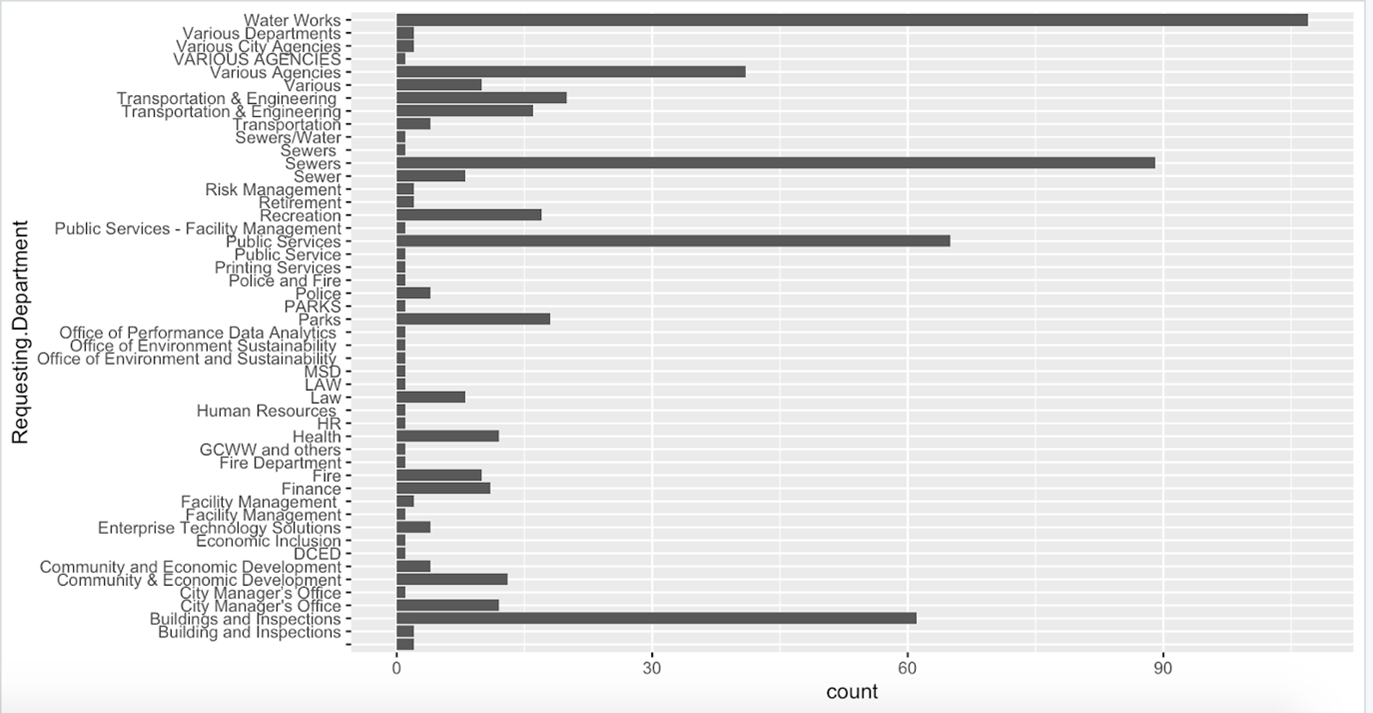 Water Works
Various Departments
Various City Agencies
VARIOUS AGENCIES
Various Agencies
Various
Transportation & Engineering
Transportation & Engineering
Transportation
Sewers/Water
Sewers
Sewers
Sewer
Risk Management
Retirement
Recreation
Public Services - Facility Management
Public Services
Public Service
Printing Services
Police and Fire
Police
PARKS
Parks
Office of Performance Data Analytics
Office of Environment Sustainability
Office of Environment and Sustainability
MSD
LAW
Law
Human Resources
HR
Health
GCWW and others
Fire Department
Fire
Finance
Facility Management
Facility Management
Enterprise Technology Solutions
Economic Inclusion
DCED
Community and Economic Development
Community & Economic Development
City Manager's Office
City Manager's Office
Buildings and Inspections
Building and Inspections
Requesting.Department
0 30 60 90
count